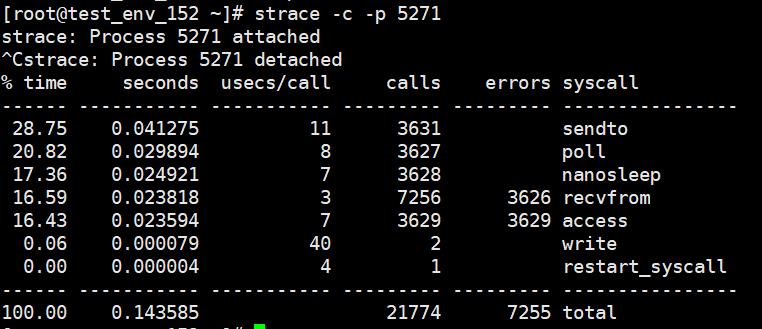 [root@test_env_152 ~]# strace -c -p 5271
strace: Process 5271 attached
^Cstrace: Process 5271 detached
% time     seconds  usecs/call     calls    errors syscall
------ ----------- ----------- --------- --------- ----------------
 28.75    0.041275          11      3631           sendto
 20.82    0.029894           8      3627           poll
 17.36    0.024921           7      3628           nanosleep
 16.59    0.023818           3      7256      3626 recvfrom
 16.43    0.023594           7      3629      3629 access
  0.06    0.000079          40         2           write
  0.00    0.000004           4         1           restart_syscall
------ ----------- ----------- --------- --------- ----------------
100.00    0.143585                 21774      7255 total